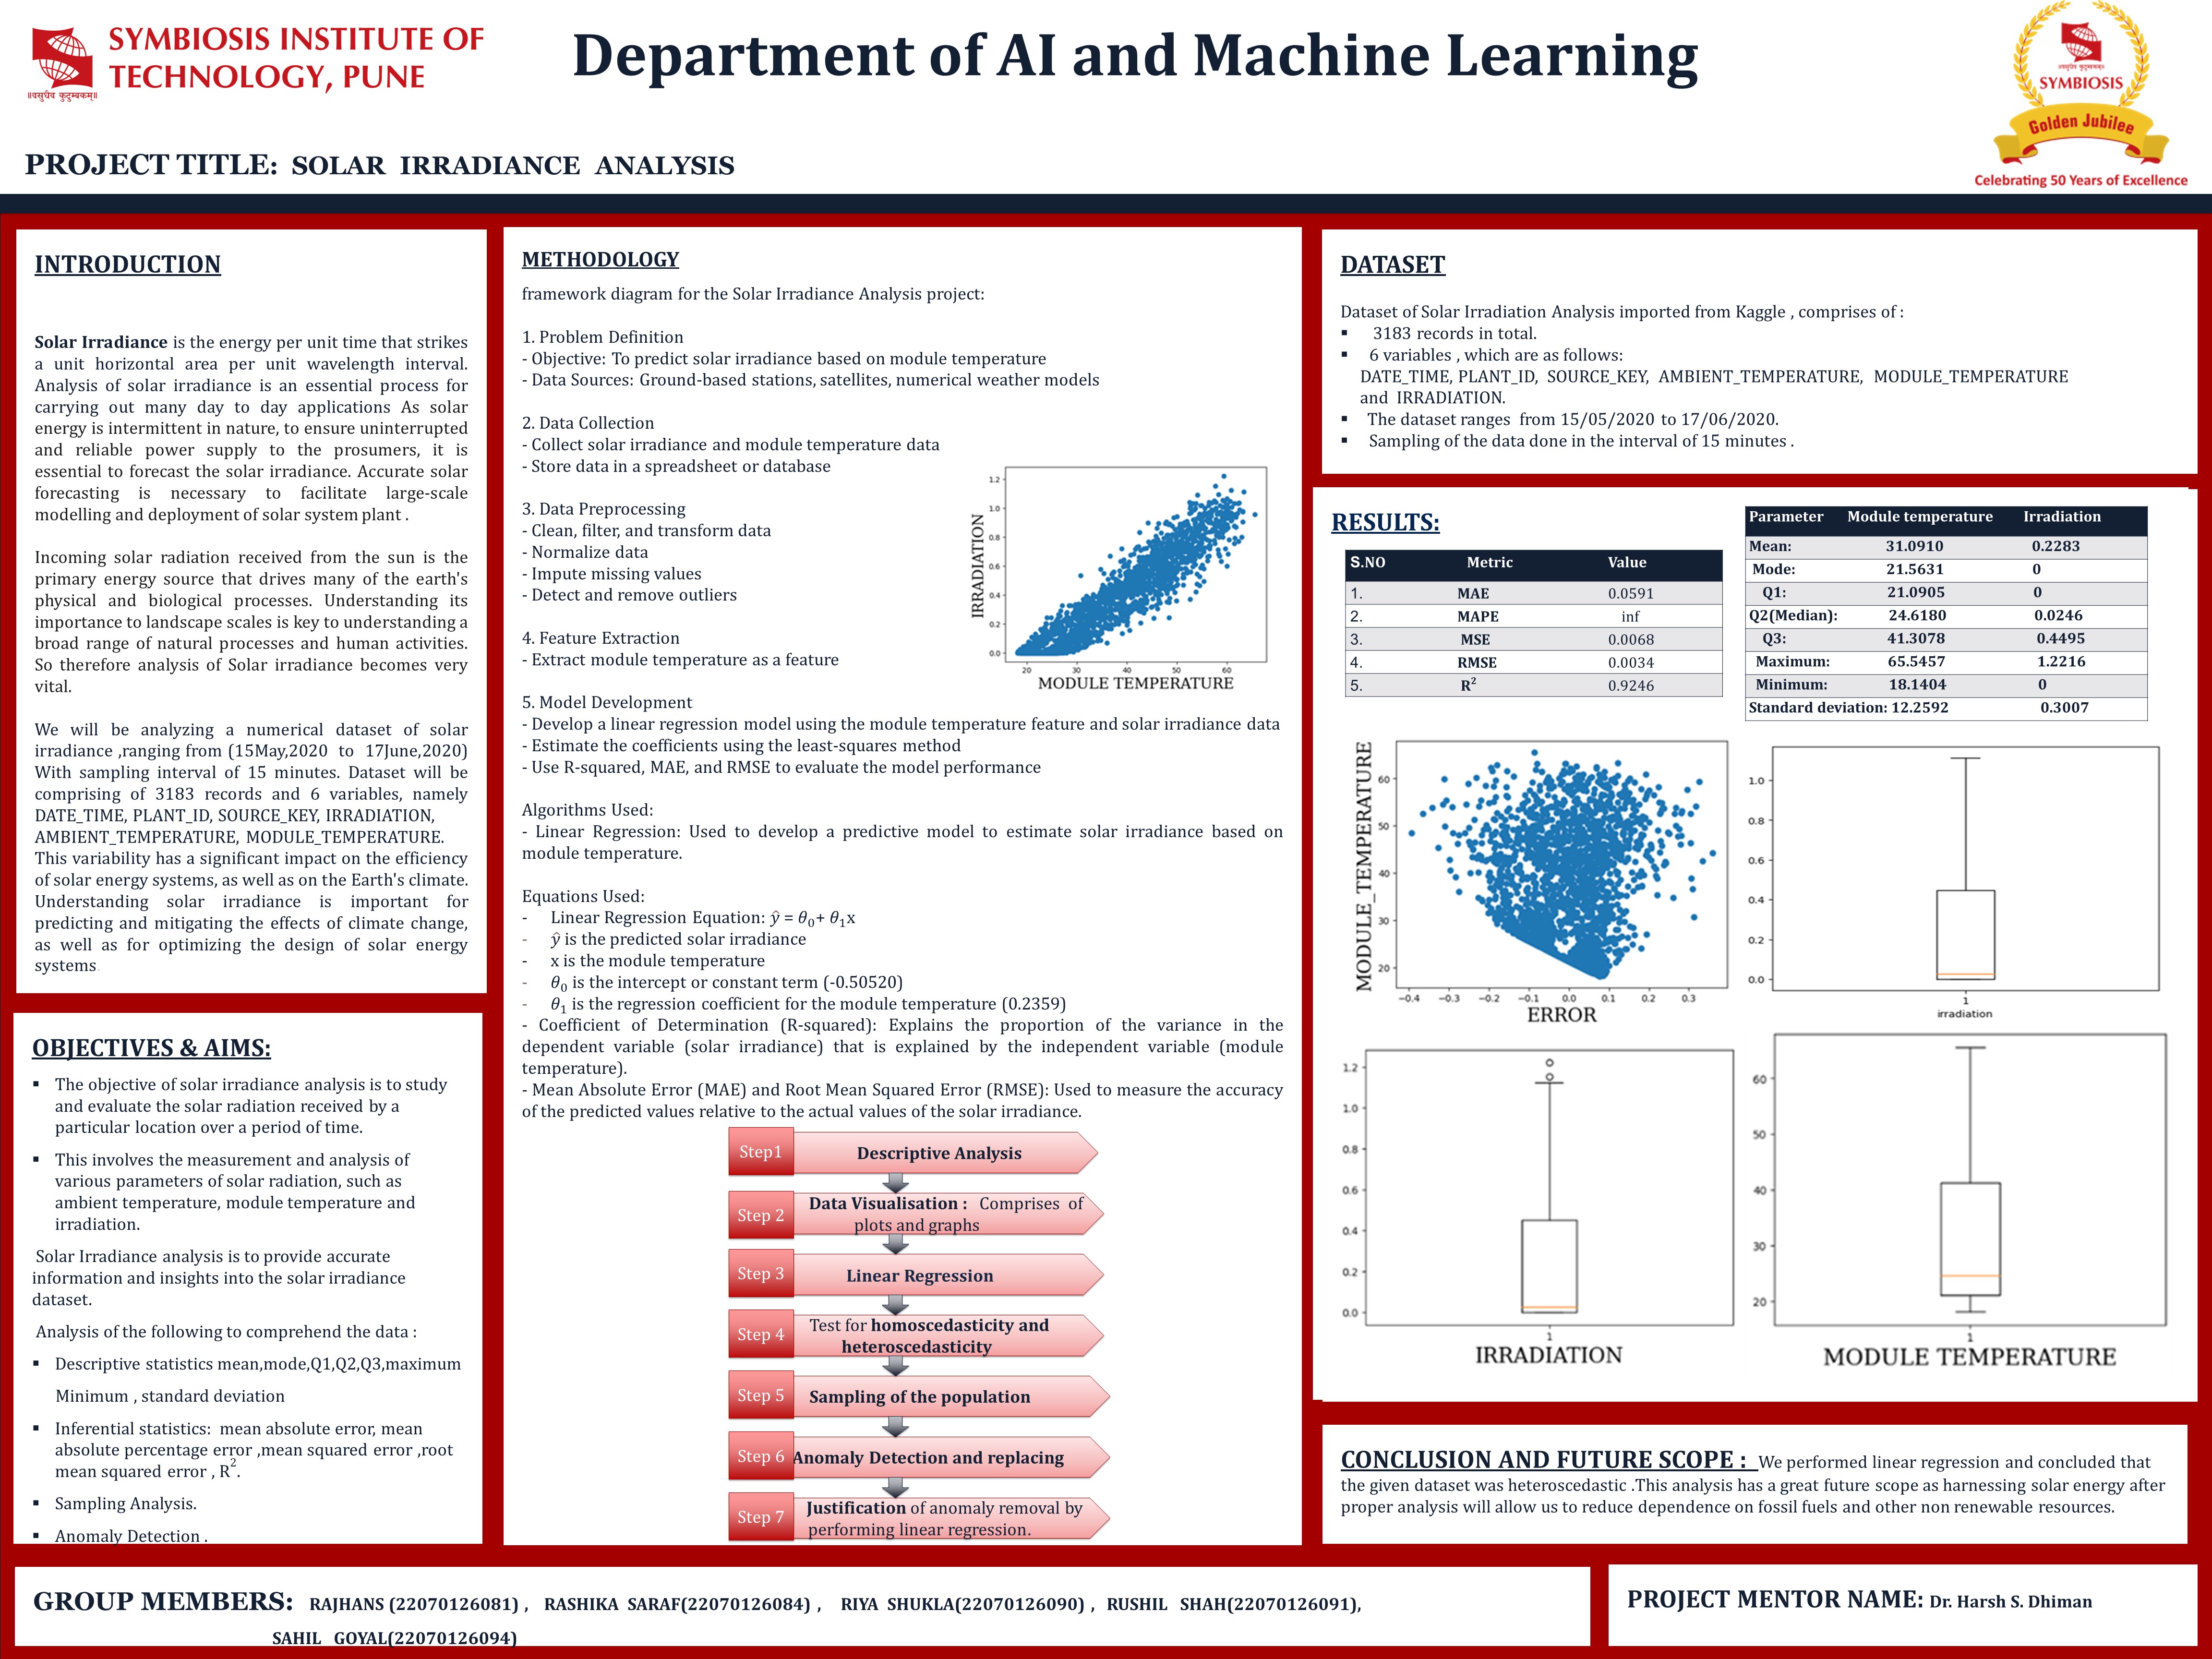 SYMBIOSIS INSTITUTE OF
TECHNOLOGY, PUNE
॥वसुधैव कुटुम्बकम्॥
Department of AI and Machine Learning
SYMBIOSIS
Golden Jubilee
Celebrating 50 Years of Excellence
PROJECT TITLE: SOLAR IRRADIANCE ANALYSIS
INTRODUCTION
Solar Irradiance is the energy per unit time that strikes
a unit horizontal area per unit wavelength interval.
Analysis of solar irradiance is an essential process for
carrying out many day to day applications As solar
energy is intermittent in nature, to ensure uninterrupted
and reliable power supply to the prosumers, it is
essential to forecast the solar irradiance. Accurate solar
forecasting is necessary to facilitate large-scale
modelling and deployment of solar system plant .
Incoming solar radiation received from the sun is the
primary energy source that drives many of the earth's
physical and biological processes. Understanding its
importance to landscape scales is key to understanding a
broad range of natural processes and human activities.
So therefore analysis of Solar irradiance becomes very
vital.
We will be analyzing a numerical dataset of solar
irradiance ,ranging from (15May,2020 to 17June,2020)
With sampling interval of 15 minutes. Dataset will be
comprising of 3183 records and 6 variables, namely
DATE_TIME, PLANT_ID, SOURCE_KEY, IRRADIATION,
AMBIENT_TEMPERATURE, MODULE_TEMPERATURE.
This variability has a significant impact on the efficiency
of solar energy systems, as well as on the Earth's climate.
Understanding solar irradiance is important for
predicting and mitigating the effects of climate change,
as well as for optimizing the design of solar energy
systems.
OBJECTIVES & AIMS:
▪ The objective of solar irradiance analysis is to study
and evaluate the solar radiation received by a
particular location over a period of time.
▪ This involves the measurement and analysis of
various parameters of solar radiation, such as
ambient temperature, module temperature and
irradiation.
Solar Irradiance analysis is to provide accurate
information and insights into the solar irradiance
dataset.
Analysis of the following to comprehend the data :
▪ Descriptive statistics mean,mode,Q1,Q2,Q3,maximum
Minimum , standard deviation
▪ Inferential statistics: mean absolute error, mean
absolute percentage error ,mean squared error ,root
mean squared error , R².
▪ Sampling Analysis.
▪ Anomaly Detection .
METHODOLOGY
framework diagram for the Solar Irradiance Analysis project:
1. Problem Definition
- Objective: To predict solar irradiance based on module temperature
- Data Sources: Ground-based stations, satellites, numerical weather models
2. Data Collection
- Collect solar irradiance and module temperature data
- Store data in a spreadsheet or database
3. Data Preprocessing
- Clean, filter, and transform data
- Normalize data
- Impute missing values
- Detect and remove outliers
4. Feature Extraction
- Extract module temperature as a feature
IRRADIATION
1.2
1.0
0.8
0.6
0.4
0.2
0.0
20 30 40 50 60
MODULE TEMPERATURE
5. Model Development
- Develop a linear regression model using the module temperature feature and solar irradiance data
- Estimate the coefficients using the least-squares method
- Use R-squared, MAE, and RMSE to evaluate the model performance
Algorithms Used:
- Linear Regression: Used to develop a predictive model to estimate solar irradiance based on
module temperature.
Equations Used:
- Linear Regression Equation: ŷ = θ₀+ θ₁x
- ŷ is the predicted solar irradiance
- x is the module temperature
- θ₀ is the intercept or constant term (-0.50520)
- θ₁ is the regression coefficient for the module temperature (0.2359)
- Coefficient of Determination (R-squared): Explains the proportion of the variance in the
dependent variable (solar irradiance) that is explained by the independent variable (module
temperature).
- Mean Absolute Error (MAE) and Root Mean Squared Error (RMSE): Used to measure the accuracy
of the predicted values relative to the actual values of the solar irradiance.
Step1 Descriptive Analysis
Step 2 Data Visualisation : Comprises of
plots and graphs
Step 3 Linear Regression
Step 4 Test for homoscedasticity and
heteroscedasticity
Step 5 Sampling of the population
Step 6 Anomaly Detection and replacing
Step 7 Justification of anomaly removal by
performing linear regression.
DATASET
Dataset of Solar Irradiation Analysis imported from Kaggle , comprises of :
▪ 3183 records in total.
▪ 6 variables , which are as follows:
DATE_TIME, PLANT_ID, SOURCE_KEY, AMBIENT_TEMPERATURE, MODULE_TEMPERATURE
and IRRADIATION.
▪ The dataset ranges from 15/05/2020 to 17/06/2020.
▪ Sampling of the data done in the interval of 15 minutes .
RESULTS:
S.NO Metric Value
1. MAE 0.0591
2. MAPE inf
3. MSE 0.0068
4. RMSE 0.0034
5. R² 0.9246
Parameter Module temperature Irradiation
Mean: 31.0910 0.2283
Mode: 21.5631 0
Q1: 21.0905 0
Q2(Median): 24.6180 0.0246
Q3: 41.3078 0.4495
Maximum: 65.5457 1.2216
Minimum: 18.1404 0
Standard deviation: 12.2592 0.3007
MODULE_TEMPERATURE
60
50
40
30
20
−0.4 −0.3 −0.2 −0.1 0.0 0.1 0.2 0.3
ERROR
1.0
0.8
0.6
0.4
0.2
0.0
1
irradiation
1.2
1.0
0.8
0.6
0.4
0.2
0.0
1
IRRADIATION
60
50
40
30
20
1
MODULE TEMPERATURE
CONCLUSION AND FUTURE SCOPE : We performed linear regression and concluded that
the given dataset was heteroscedastic .This analysis has a great future scope as harnessing solar energy after
proper analysis will allow us to reduce dependence on fossil fuels and other non renewable resources.
GROUP MEMBERS: RAJHANS (22070126081) , RASHIKA SARAF(22070126084) , RIYA SHUKLA(22070126090) , RUSHIL SHAH(22070126091),
SAHIL GOYAL(22070126094)
PROJECT MENTOR NAME: Dr. Harsh S. Dhiman